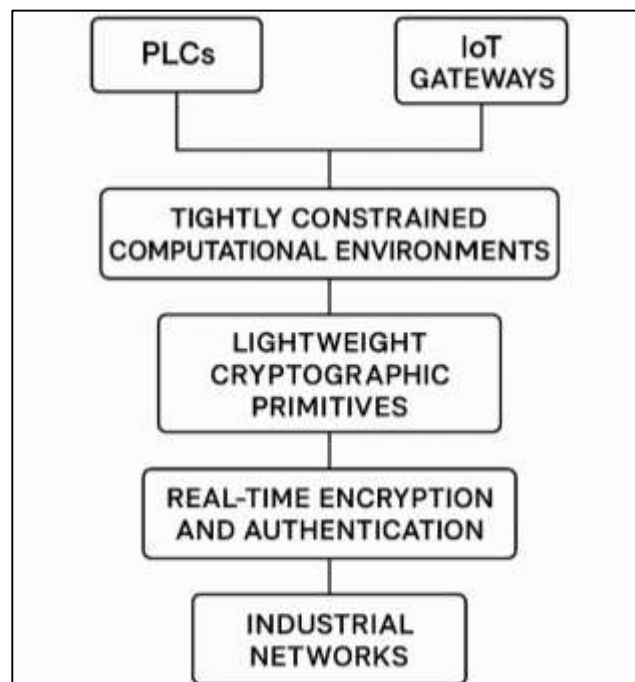 PLCs
IoT
GATEWAYS
TIGHTLY CONSTRAINED
COMPUTATIONAL ENVIRONMENTS
LIGHTWEIGHT
CRYPTOGRAPHIC
PRIMITIVES
REAL-TIME ENCRYPTION
AND AUTHENTICATION
INDUSTRIAL
NETWORKS